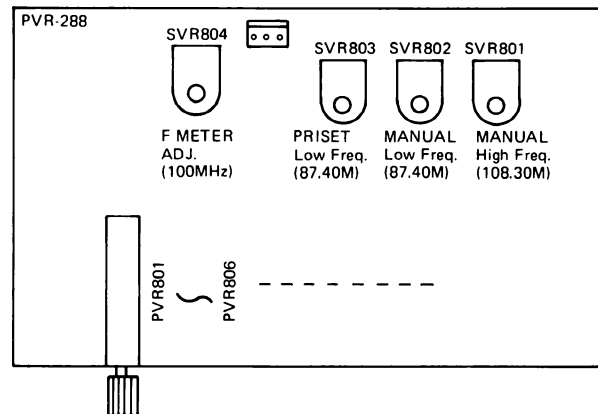 PVR-288
SVR804
SVR803
SVR802
SVR801
F METER
ADJ.
(100MHz)
PRISET
Low Freq.
(87.40M)
MANUAL
Low Freq.
(87.40M)
MANUAL
High Freq.
(108.30M)
PVR801
PVR806